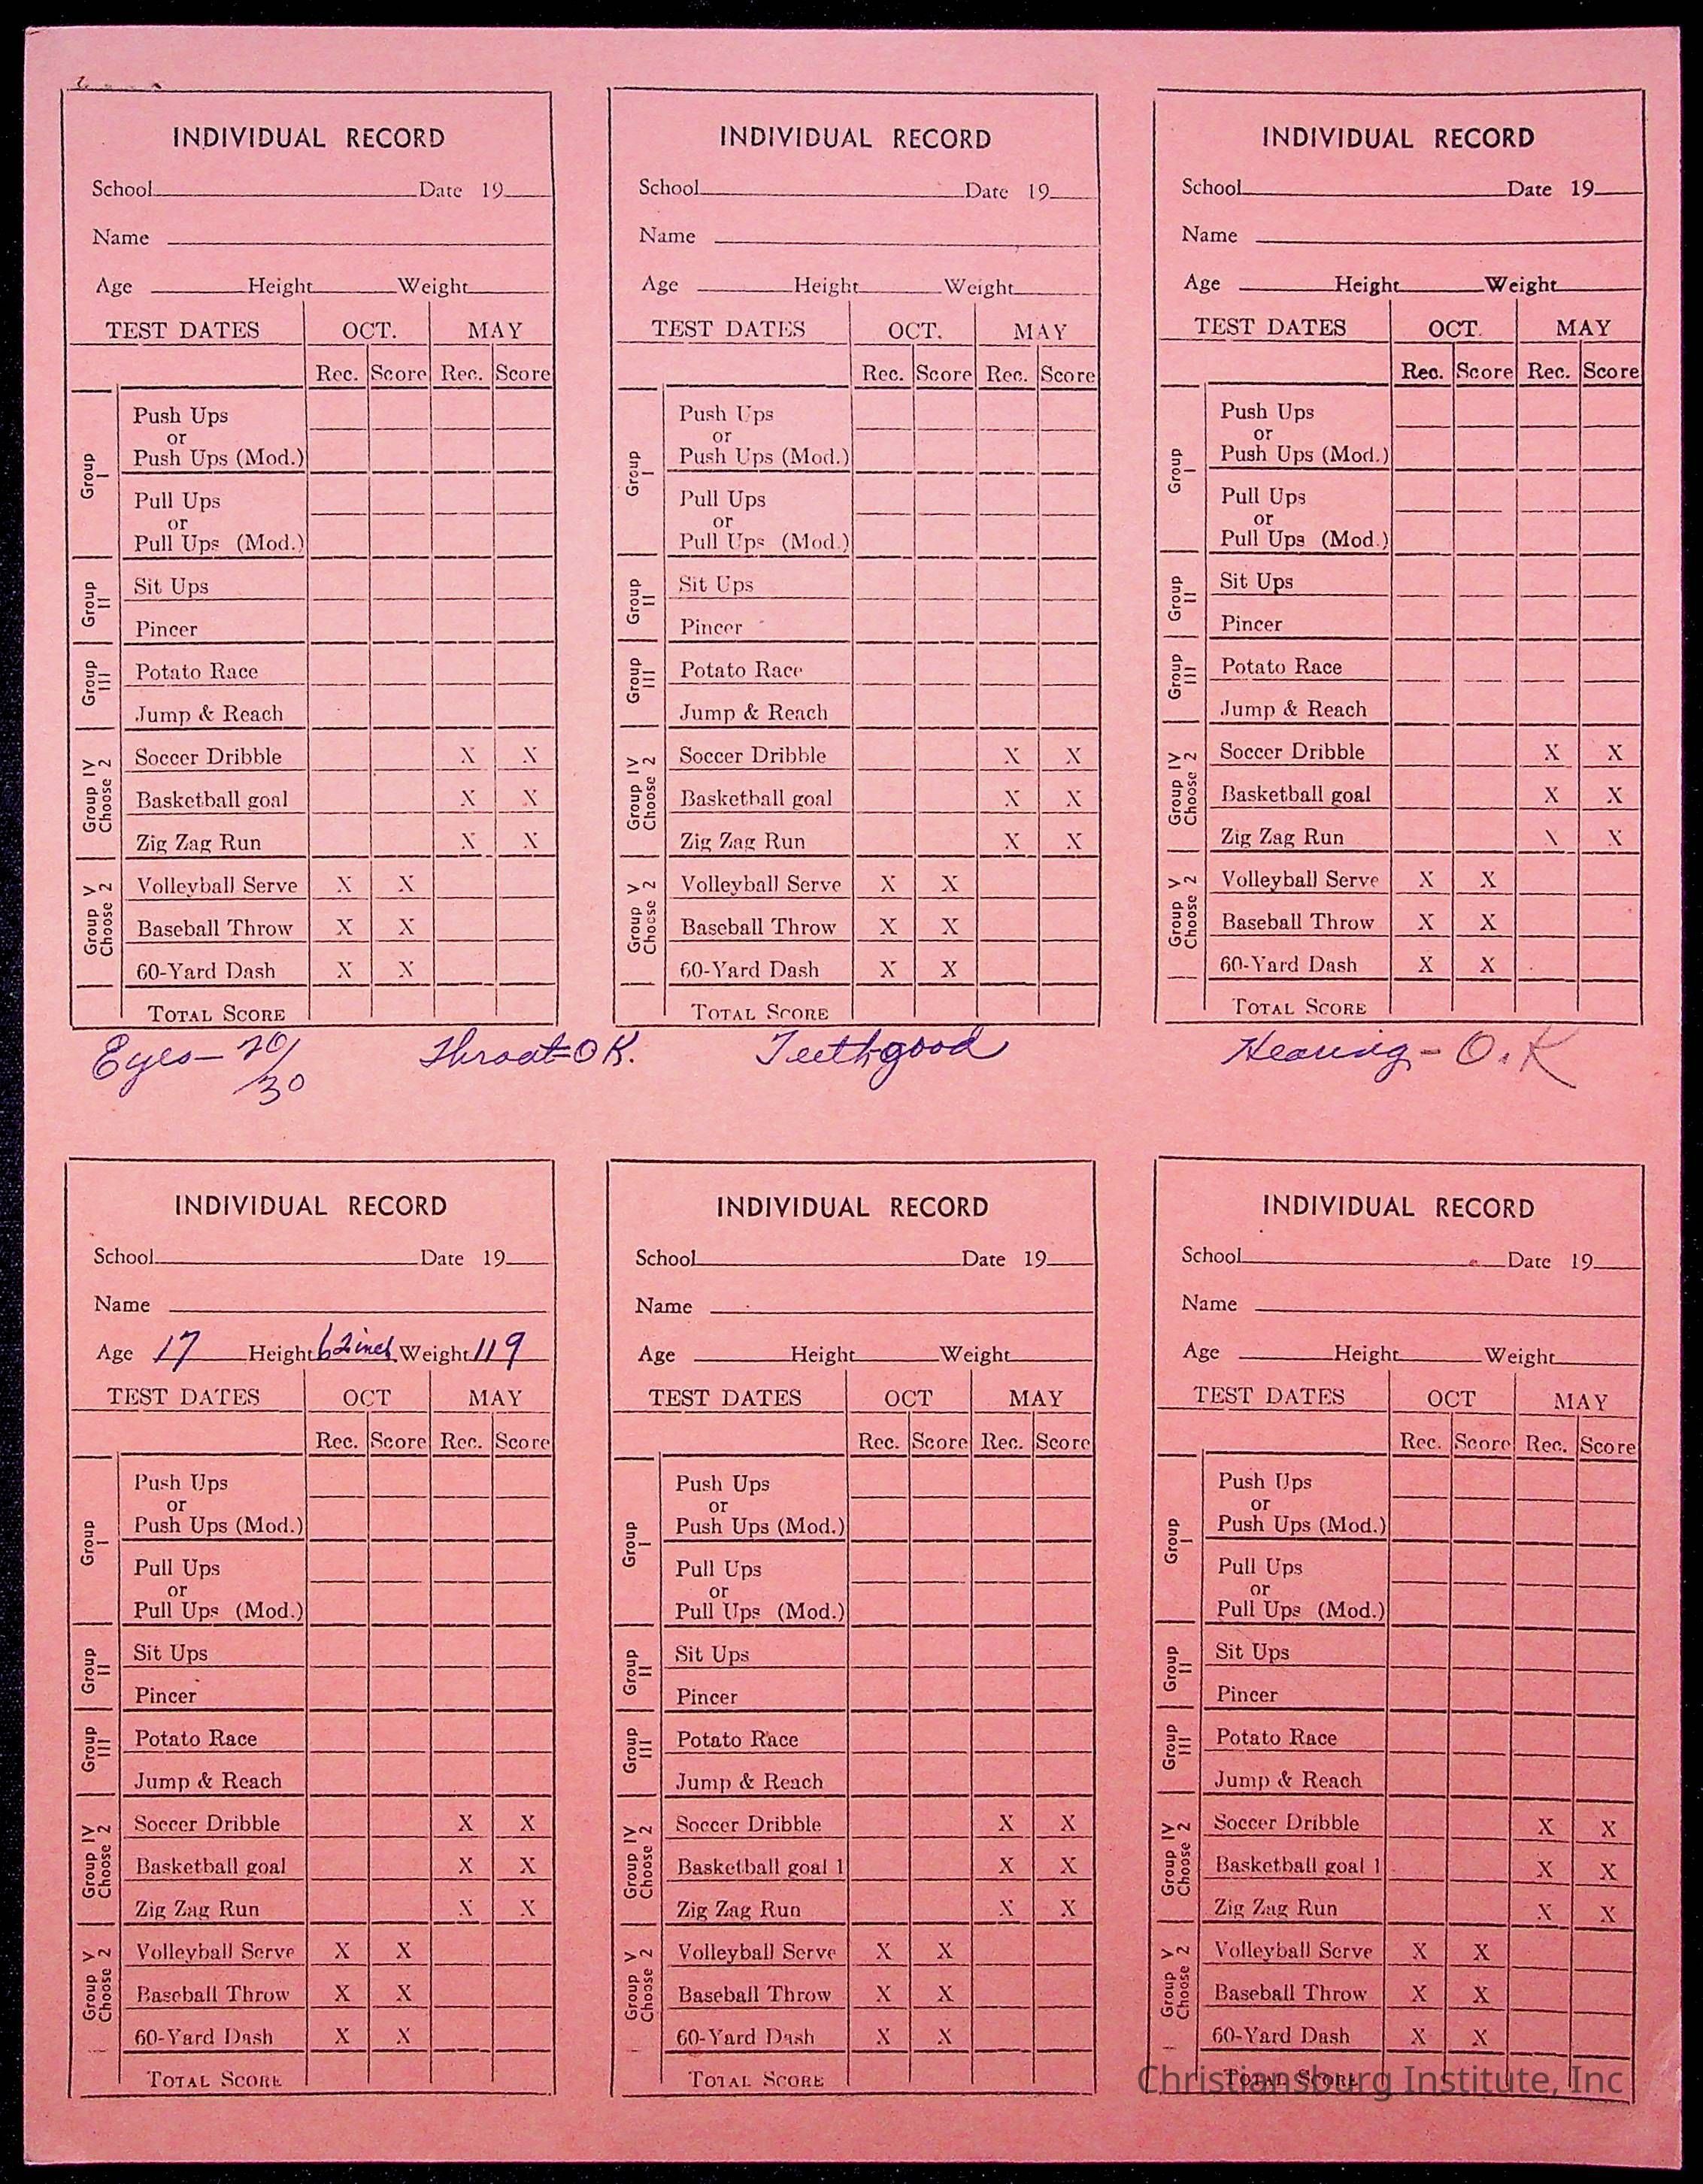 INDIVIDUAL RECORD
School Date 19
Name
Age Height Weight
TEST DATES OCT. MAY
Rec. Score Rec. Score
Group I
Push Ups
or
Push Ups (Mod.)
Pull Ups
or
Pull Ups (Mod.)
Group II
Sit Ups
Pincer
Group III
Potato Race
Jump & Reach
Group IV
Choose 2
Soccer Dribble X X
Basketball goal X X
Zig Zag Run X X
Group V
Choose 2
Volleyball Serve X X
Baseball Throw X X
60-Yard Dash X X
TOTAL SCORE
INDIVIDUAL RECORD
School Date 19
Name
Age Height Weight
TEST DATES OCT. MAY
Rec. Score Rec. Score
Group I
Push Ups
or
Push Ups (Mod.)
Pull Ups
or
Pull Ups (Mod.)
Group II
Sit Ups
Pincer
Group III
Potato Race
Jump & Reach
Group IV
Choose 2
Soccer Dribble X X
Basketball goal X X
Zig Zag Run X X
Group V
Choose 2
Volleyball Serve X X
Baseball Throw X X
60-Yard Dash X X
TOTAL SCORE
INDIVIDUAL RECORD
School Date 19
Name
Age Height Weight
TEST DATES OCT. MAY
Rec. Score Rec. Score
Group I
Push Ups
or
Push Ups (Mod.)
Pull Ups
or
Pull Ups (Mod.)
Group II
Sit Ups
Pincer
Group III
Potato Race
Jump & Reach
Group IV
Choose 2
Soccer Dribble X X
Basketball goal X X
Zig Zag Run X X
Group V
Choose 2
Volleyball Serve X X
Baseball Throw X X
60-Yard Dash X X
TOTAL SCORE
Eyes - 20/30 Throat - OK. Teeth good Hearing - O.K
INDIVIDUAL RECORD
School Date 19
Name
Age 17 Height 62 inch Weight 119
TEST DATES OCT MAY
Rec. Score Rec. Score
Group I
Push Ups
or
Push Ups (Mod.)
Pull Ups
or
Pull Ups (Mod.)
Group II
Sit Ups
Pincer
Group III
Potato Race
Jump & Reach
Group IV
Choose 2
Soccer Dribble X X
Basketball goal X X
Zig Zag Run X X
Group V
Choose 2
Volleyball Serve X X
Baseball Throw X X
60-Yard Dash X X
TOTAL SCORE
INDIVIDUAL RECORD
School Date 19
Name
Age Height Weight
TEST DATES OCT MAY
Rec. Score Rec. Score
Group I
Push Ups
or
Push Ups (Mod.)
Pull Ups
or
Pull Ups (Mod.)
Group II
Sit Ups
Pincer
Group III
Potato Race
Jump & Reach
Group IV
Choose 2
Soccer Dribble X X
Basketball goal 1 X X
Zig Zag Run X X
Group V
Choose 2
Volleyball Serve X X
Baseball Throw X X
60-Yard Dash X X
TOTAL SCORE
INDIVIDUAL RECORD
School Date 19
Name
Age Height Weight
TEST DATES OCT MAY
Rec. Score Rec. Score
Group I
Push Ups
or
Push Ups (Mod.)
Pull Ups
or
Pull Ups (Mod.)
Group II
Sit Ups
Pincer
Group III
Potato Race
Jump & Reach
Group IV
Choose 2
Soccer Dribble X X
Basketball goal 1 X X
Zig Zag Run X X
Group V
Choose 2
Volleyball Serve X X
Baseball Throw X X
60-Yard Dash X X
TOTAL SCORE
Christiansburg Institute, Inc